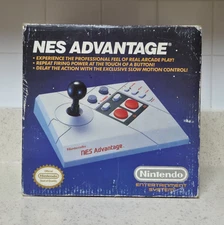 NES ADVANTAGE®
• EXPERIENCE THE PROFESSIONAL FEEL OF REAL ARCADE PLAY!
• REPEAT FIRING POWER AT THE TOUCH OF A BUTTON!
• DELAY THE ACTION WITH THE EXCLUSIVE SLOW MOTION CONTROL!
Nintendo
NES Advantage
Nintendo
ENTERTAINMENT
SYSTEM